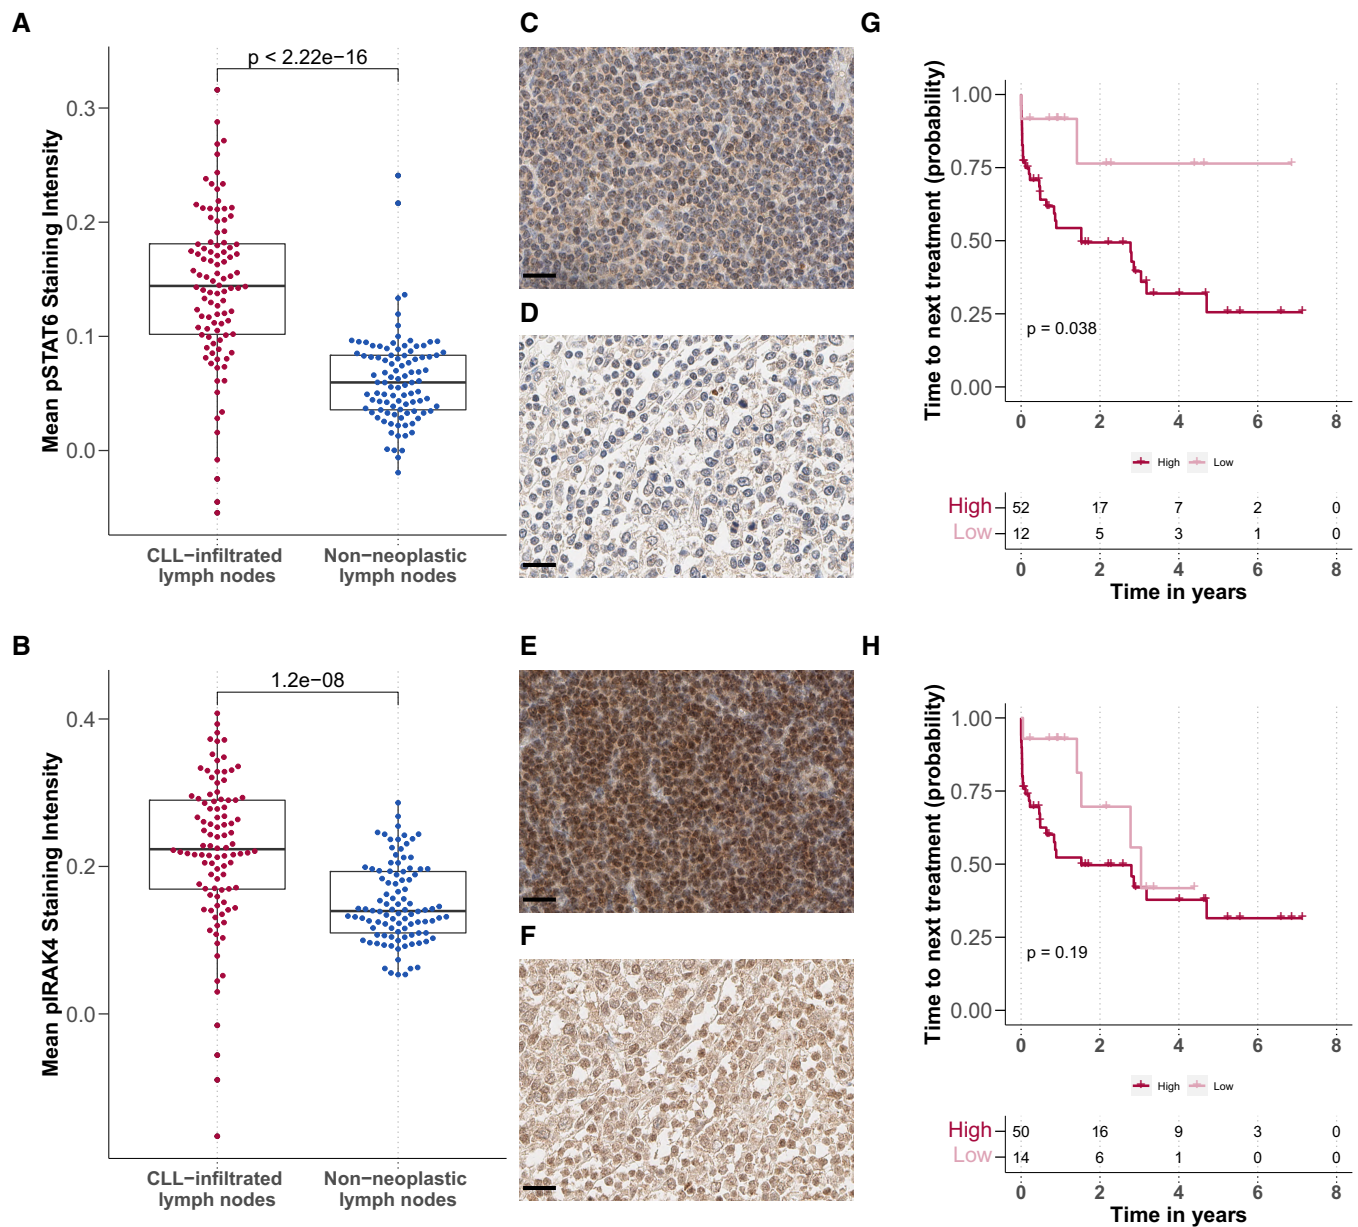 A
p < 2.22e−16
Mean pSTAT6 Staining Intensity
0.3
0.2
0.1
0.0
CLL−infiltrated
lymph nodes
Non−neoplastic
lymph nodes
C
D
G
Time to next treatment (probability)
1.00
0.75
0.50
0.25
0.00
p = 0.038
0 2 4 6 8
High Low
High 52 17 7 2 0
Low 12 5 3 1 0
0 2 4 6 8
Time in years
B
1.2e−08
Mean pIRAK4 Staining Intensity
0.4
0.2
0.0
CLL−infiltrated
lymph nodes
Non−neoplastic
lymph nodes
E
F
H
Time to next treatment (probability)
1.00
0.75
0.50
0.25
0.00
p = 0.19
0 2 4 6 8
High Low
High 50 16 9 3 0
Low 14 6 1 0 0
0 2 4 6 8
Time in years